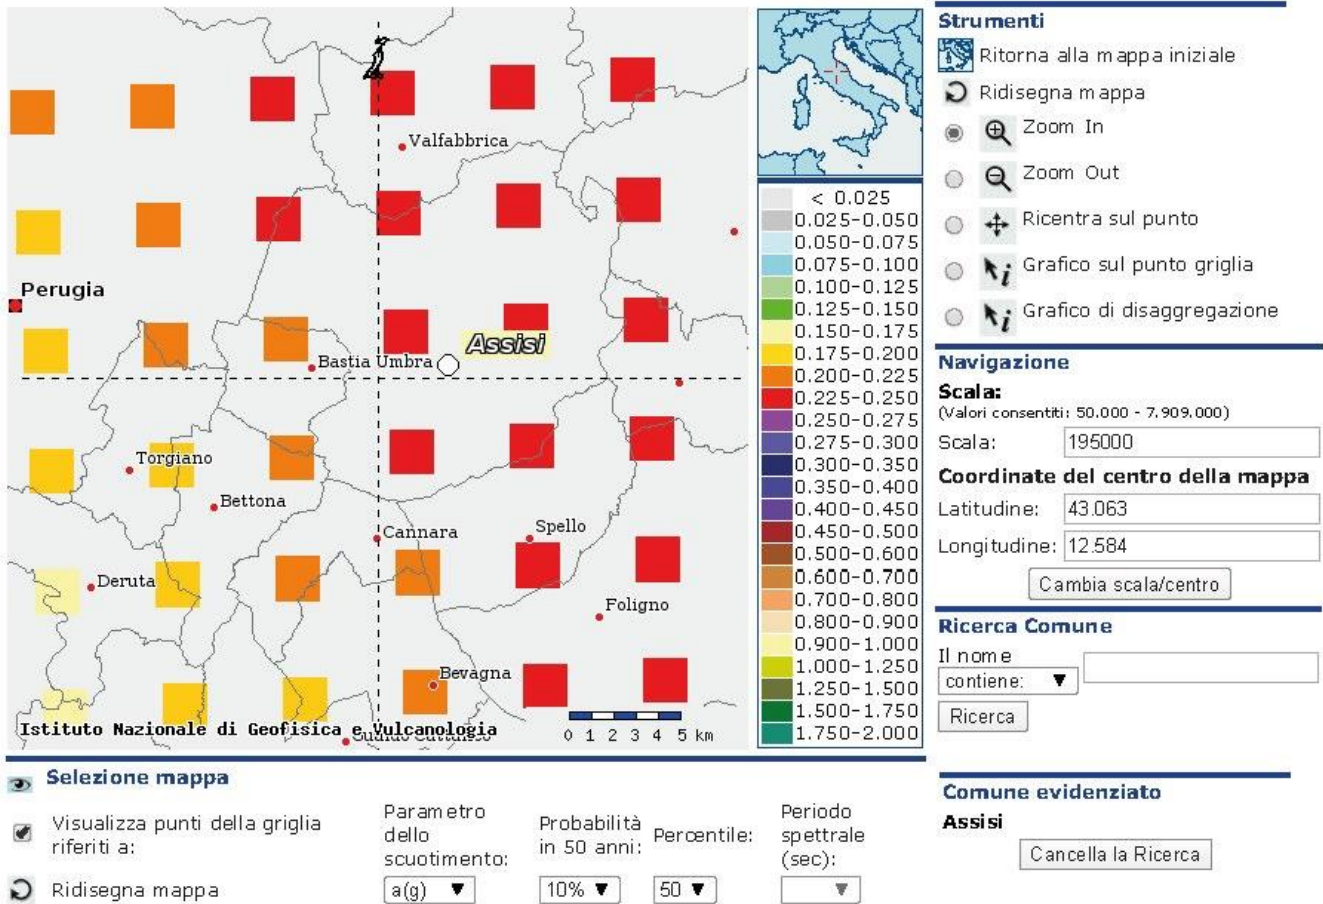 Valfabbrica
Perugia
Assisi
Bastia Umbra
Torgiano
Bettona
Cannara
Spello
Deruta
Foligno
Bevagna
Istituto Nazionale di Geofisica e Vulcanologia
0 1 2 3 4 5 km
< 0.025
0.025-0.050
0.050-0.075
0.075-0.100
0.100-0.125
0.125-0.150
0.150-0.175
0.175-0.200
0.200-0.225
0.225-0.250
0.250-0.275
0.275-0.300
0.300-0.350
0.350-0.400
0.400-0.450
0.450-0.500
0.500-0.600
0.600-0.700
0.700-0.800
0.800-0.900
0.900-1.000
1.000-1.250
1.250-1.500
1.500-1.750
1.750-2.000
Strumenti
Ritorna alla mappa iniziale
Ridisegna mappa
Zoom In
Zoom Out
Ricentra sul punto
Grafico sul punto griglia
Grafico di disaggregazione
Navigazione
Scala:
(Valori consentiti: 50.000 - 7.909.000)
Scala: 195000
Coordinate del centro della mappa
Latitudine: 43.063
Longitudine: 12.584
Cambia scala/centro
Ricerca Comune
Il nome
contiene:
Ricerca
Selezione mappa
Visualizza punti della griglia
riferiti a:
Ridisegna mappa
Parametro
dello
scuotimento:
a(g)
Probabilità
in 50 anni:
10%
Percentile:
50
Periodo
spettrale
(sec):
Comune evidenziato
Assisi
Cancella la Ricerca